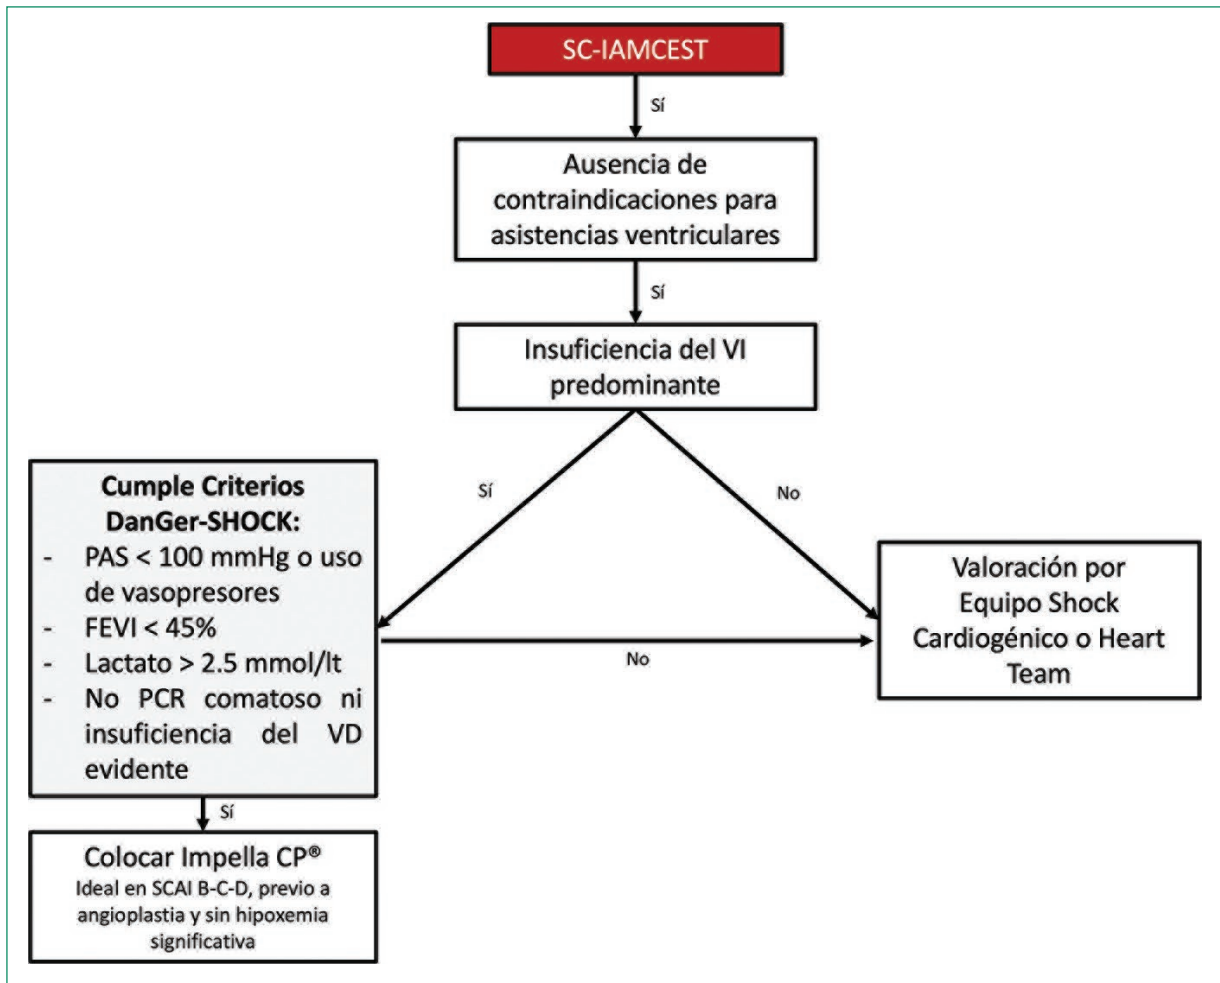 SC-IAMCEST
Sí
Ausencia de
contraindicaciones para
asistencias ventriculares
Sí
Insuficiencia del VI
predominante
Sí
No
Cumple Criterios
DanGer-SHOCK:
- PAS < 100 mmHg o uso
de vasopresores
- FEVI < 45%
- Lactato > 2.5 mmol/lt
- No PCR comatoso ni
insuficiencia del VD
evidente
No
Valoración por
Equipo Shock
Cardiogénico o Heart
Team
Sí
Colocar Impella CP®
Ideal en SCAI B-C-D, previo a
angioplastia y sin hipoxemia
significativa